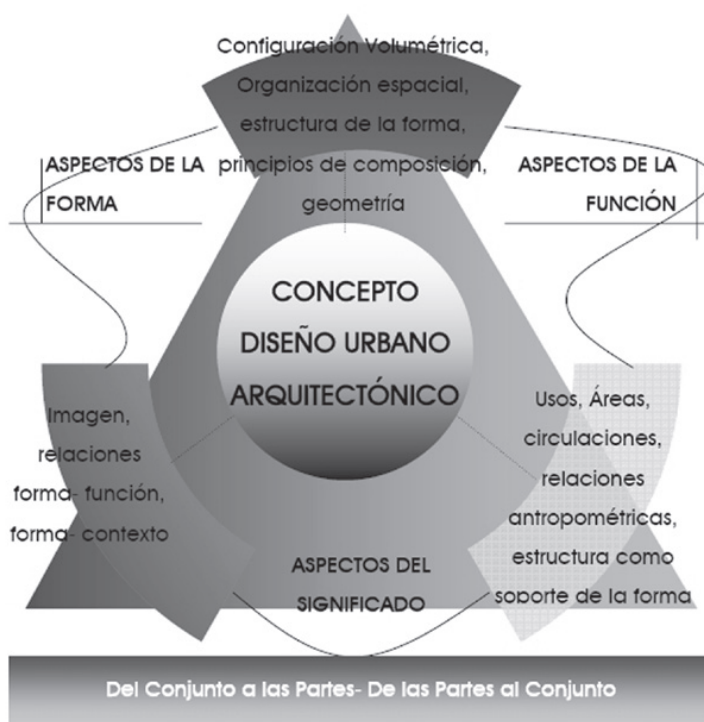 Configuración Volumétrica,
Organización espacial,
estructura de la forma,
principios de composición,
geometría
ASPECTOS DE LA
FORMA
ASPECTOS DE LA
FUNCIÓN
CONCEPTO
DISEÑO URBANO
ARQUITECTÓNICO
Imagen,
relaciones
forma- función,
forma- contexto
Usos, Áreas,
circulaciones,
relaciones
antropométricas,
estructura como
soporte de la forma
ASPECTOS DEL
SIGNIFICADO
Del Conjunto a las Partes- De las Partes al Conjunto